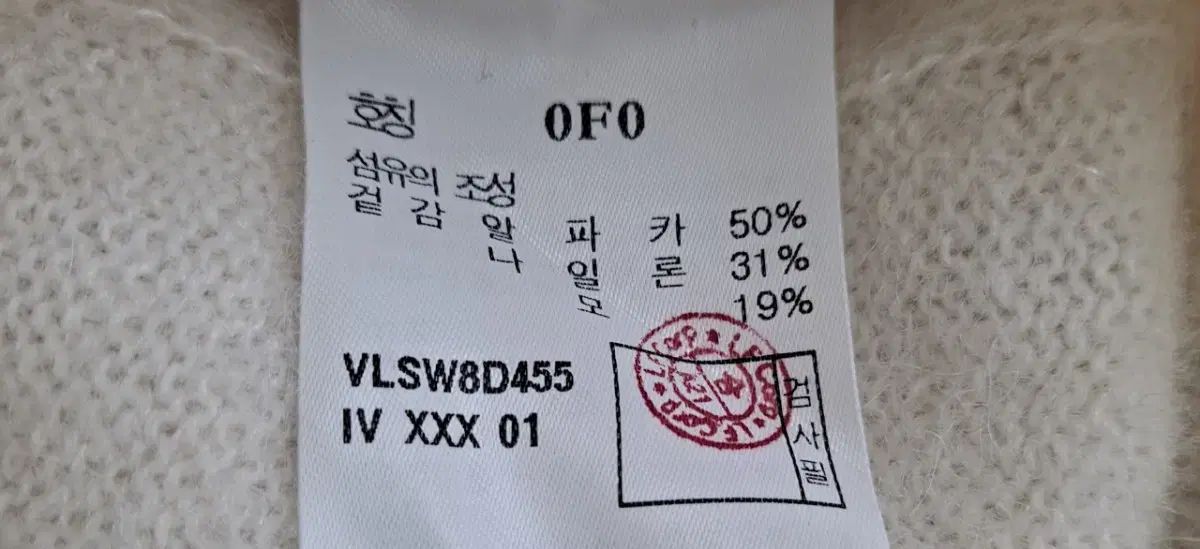 호칭 0F0
섬유의 조성
겉감 알파카 50%
나일론 31%
모 19%
VLSW8D455
IV XXX 01
검사필